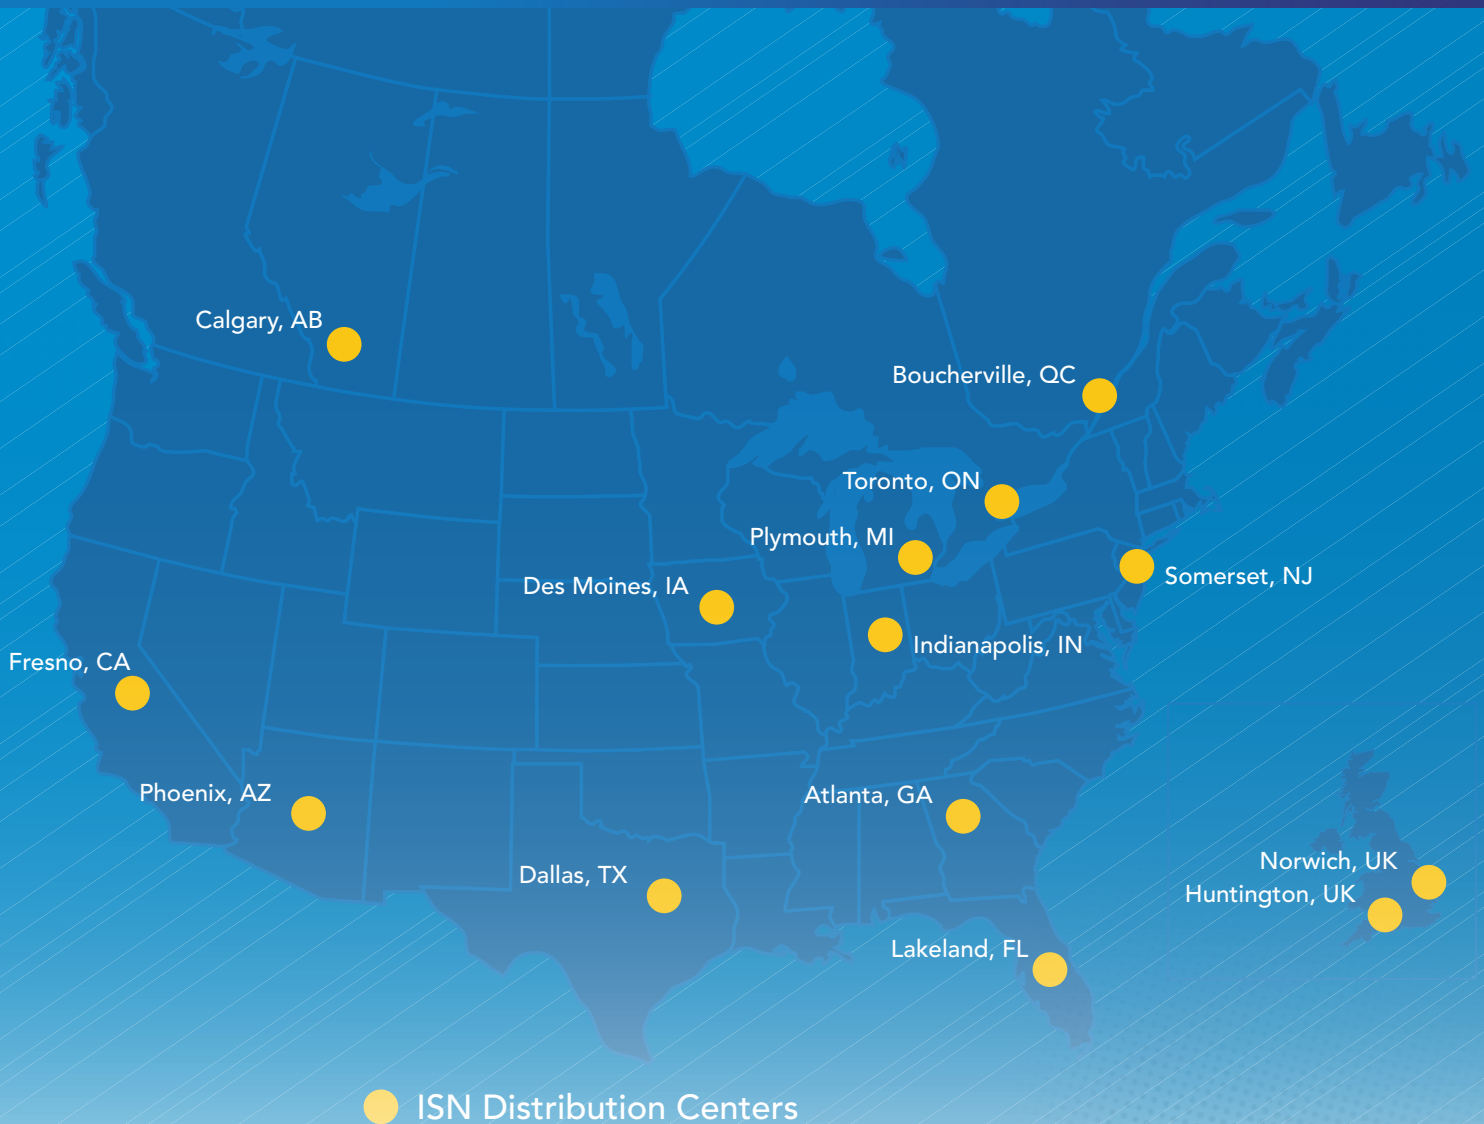 Calgary, AB
Boucherville, QC
Toronto, ON
Plymouth, MI
Somerset, NJ
Des Moines, IA
Indianapolis, IN
Fresno, CA
Phoenix, AZ
Atlanta, GA
Dallas, TX
Norwich, UK
Huntington, UK
Lakeland, FL
ISN Distribution Centers